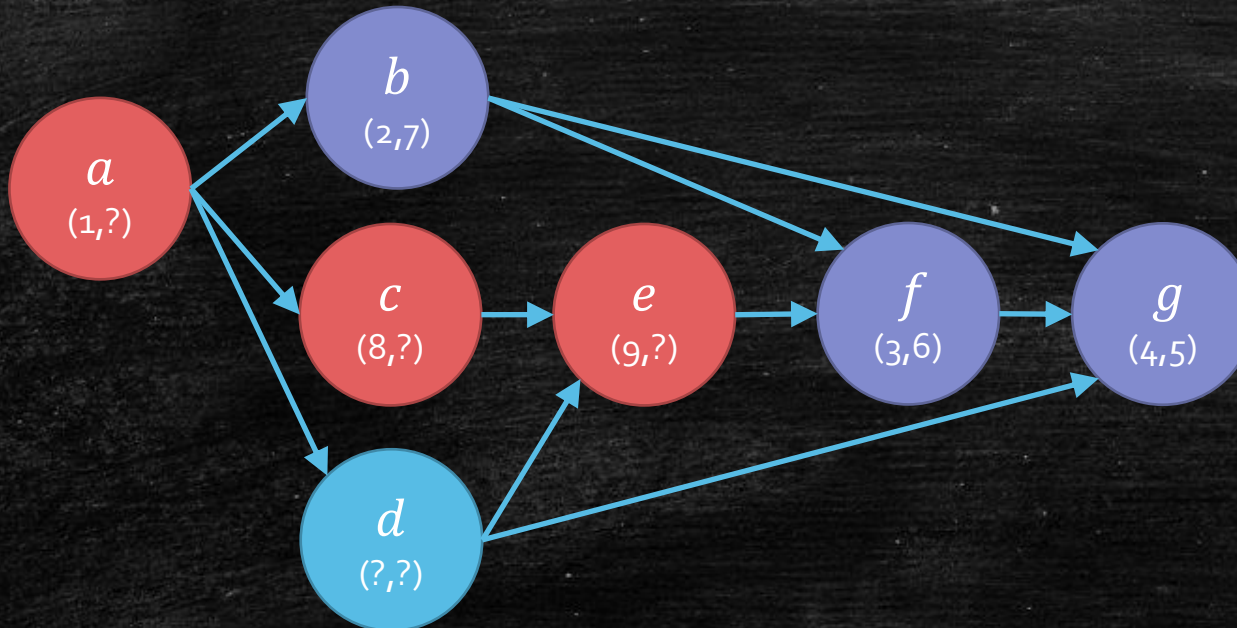 a
(1,?)
b
(2,7)
c
(8,?)
d
(?,?)
e
(9,?)
f
(3,6)
g
(4,5)